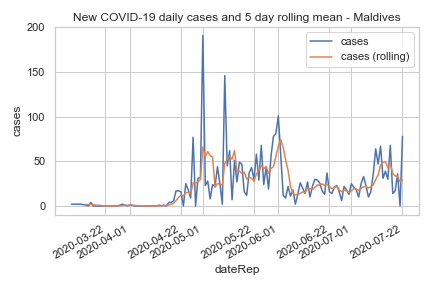 New COVID-19 daily cases and 5 day rolling mean - Maldives
cases
cases (rolling)
200
150
100
50
0
cases
2020-03-22
2020-04-01
2020-04-22
2020-05-01
2020-05-22
2020-06-01
2020-06-22
2020-07-01
2020-07-22
dateRep